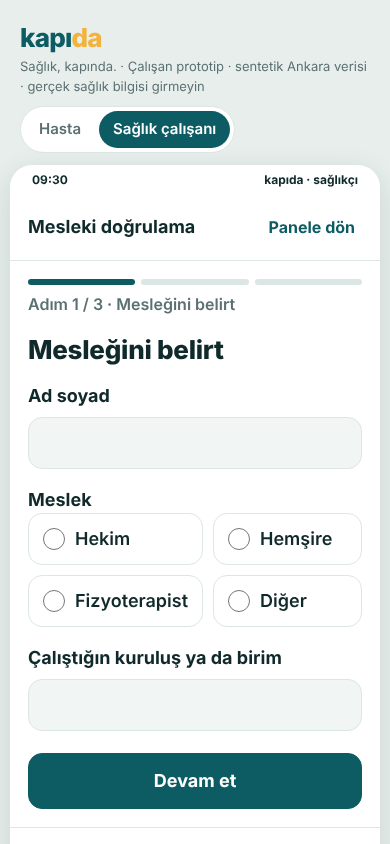 kapıda
Sağlık, kapında. · Çalışan prototip · sentetik Ankara verisi
· gerçek sağlık bilgisi girmeyin
Hasta
Sağlık çalışanı
09:30
kapıda · sağlıkçı
Mesleki doğrulama
Panele dön
Adım 1 / 3 · Mesleğini belirt
Mesleğini belirt
Ad soyad
Meslek
Hekim
Hemşire
Fizyoterapist
Diğer
Çalıştığın kuruluş ya da birim
Devam et